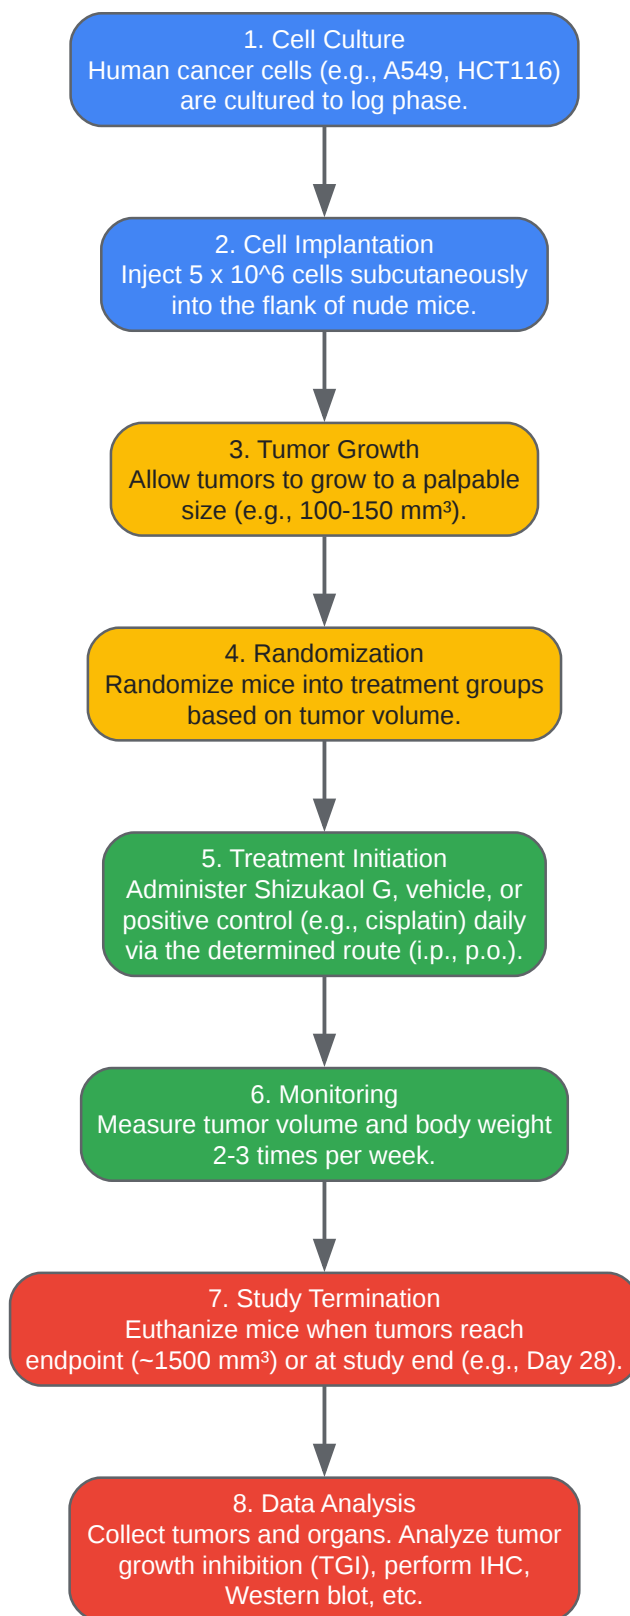 1. Cell Culture
Human cancer cells (e.g., A549, HCT116)
are cultured to log phase.
2. Cell Implantation
Inject 5 x 10^6 cells subcutaneously
into the flank of nude mice.
3. Tumor Growth
Allow tumors to grow to a palpable
size (e.g., 100-150 mm³).
4. Randomization
Randomize mice into treatment groups
based on tumor volume.
5. Treatment Initiation
Administer Shizukaol G, vehicle, or
positive control (e.g., cisplatin) daily
via the determined route (i.p., p.o.).
6. Monitoring
Measure tumor volume and body weight
2-3 times per week.
7. Study Termination
Euthanize mice when tumors reach
endpoint (~1500 mm³) or at study end (e.g., Day 28).
8. Data Analysis
Collect tumors and organs. Analyze tumor
growth inhibition (TGI), perform IHC,
Western blot, etc.